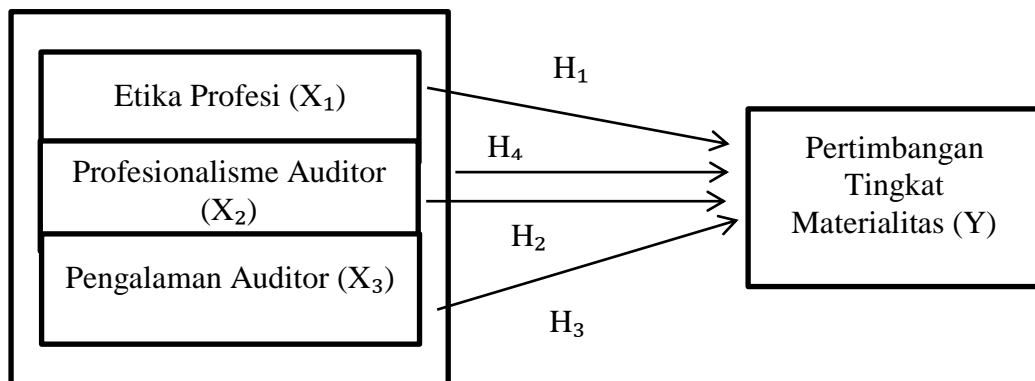 Etika Profesi (X₁)
Profesionalisme Auditor
(X₂)
Pengalaman Auditor (X₃)
H₁
H₄
H₂
H₃
Pertimbangan
Tingkat
Materialitas (Y)